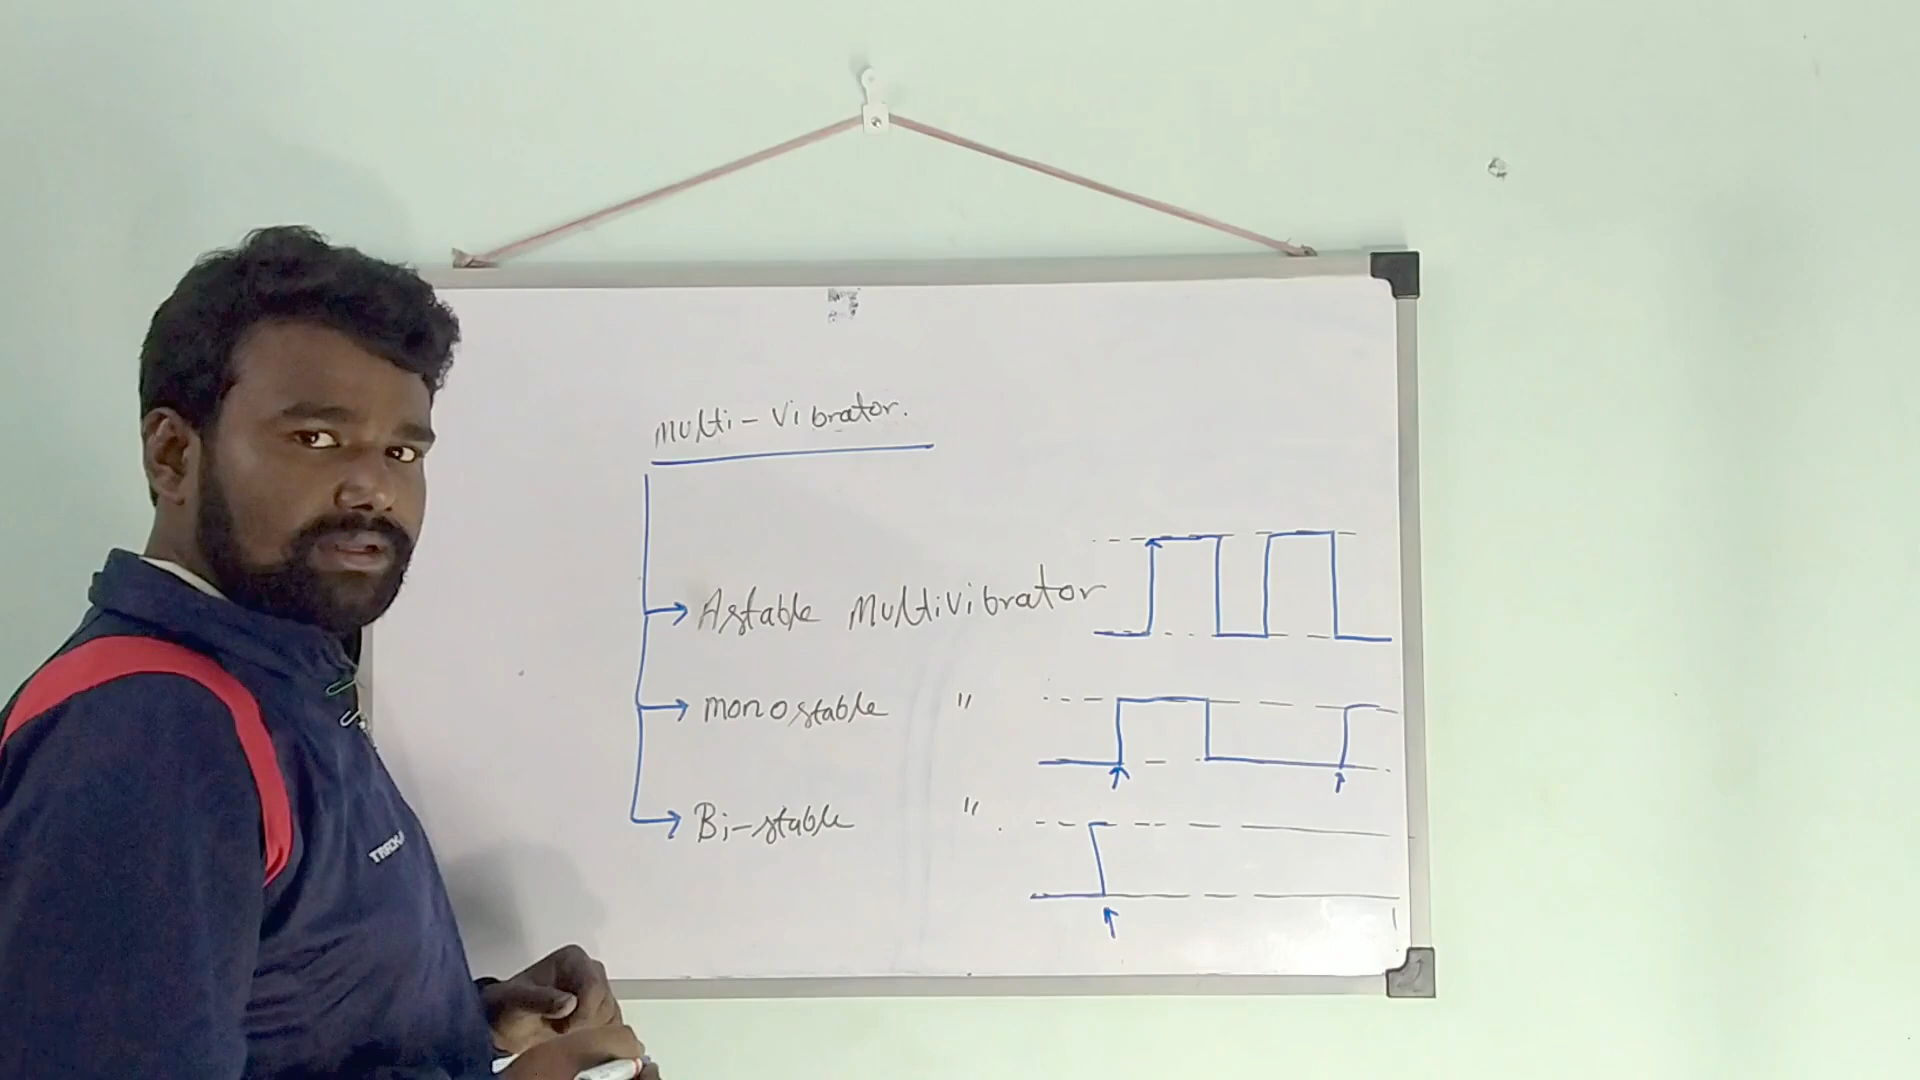 Multi-Vibrator.
Astable Multivibrator
monostable "
Bi-stable ".